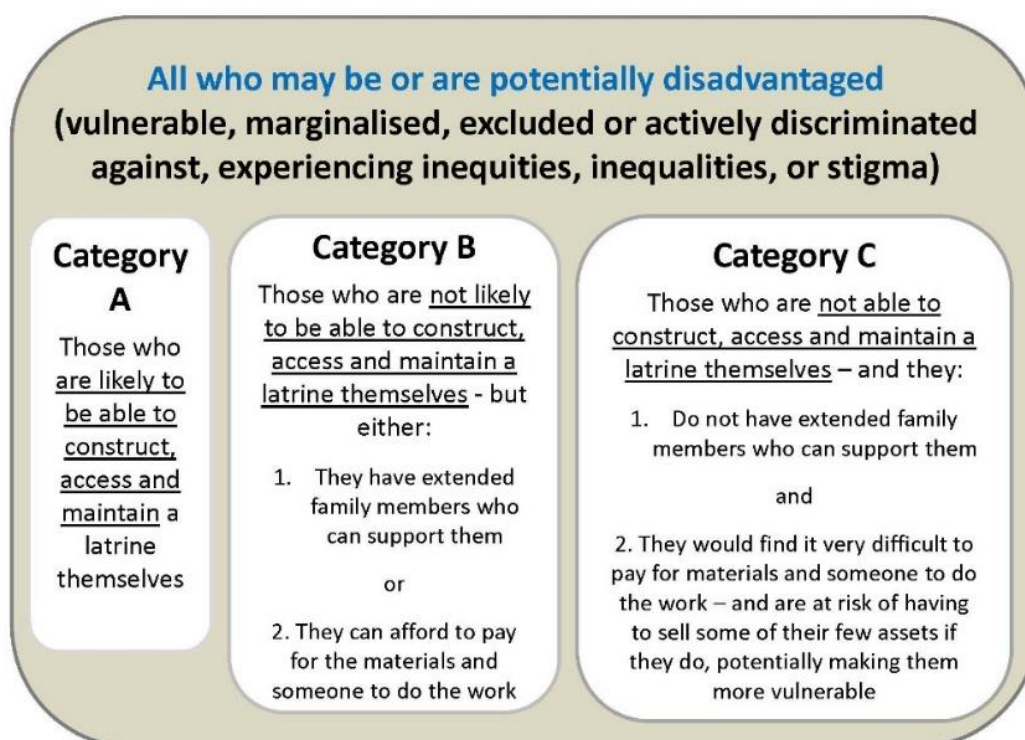 All who may be or are potentially disadvantaged
(vulnerable, marginalised, excluded or actively discriminated
against, experiencing inequities, inequalities, or stigma)
Category
A
Those who
are likely to
be able to
construct,
access and
maintain a
latrine
themselves
Category B
Those who are not likely
to be able to construct,
access and maintain a
latrine themselves - but
either:
1. They have extended
family members who
can support them
or
2. They can afford to pay
for the materials and
someone to do the work
Category C
Those who are not able to
construct, access and maintain a
latrine themselves – and they:
1. Do not have extended family
members who can support them
and
2. They would find it very difficult to
pay for materials and someone to do
the work – and are at risk of having
to sell some of their few assets if
they do, potentially making them
more vulnerable